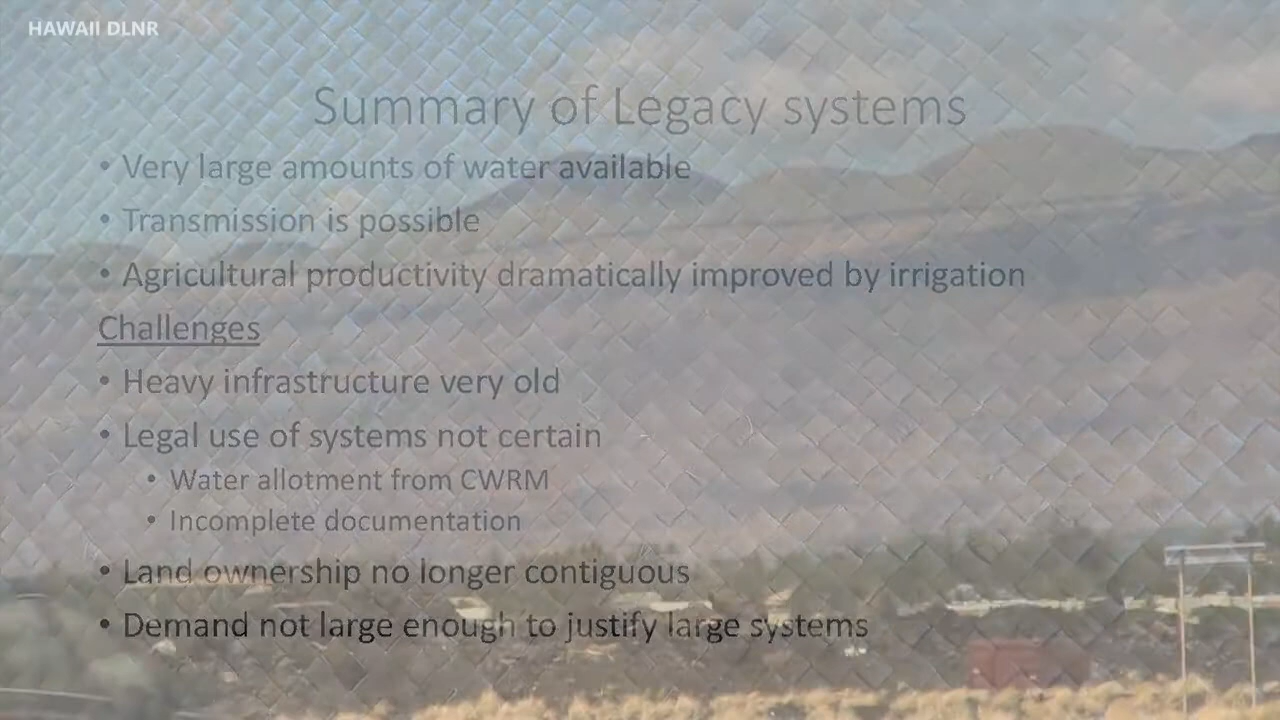 HAWAII DLNR
Summary of Legacy systems
• Very large amounts of water available
• Transmission is possible
• Agricultural productivity dramatically improved by irrigation
Challenges
• Heavy infrastructure very old
• Legal use of systems not certain
• Water allotment from CWRM
• Incomplete documentation
• Land ownership no longer contiguous
• Demand not large enough to justify large systems